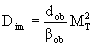 D_im = d_ob / β_ob M_T^2